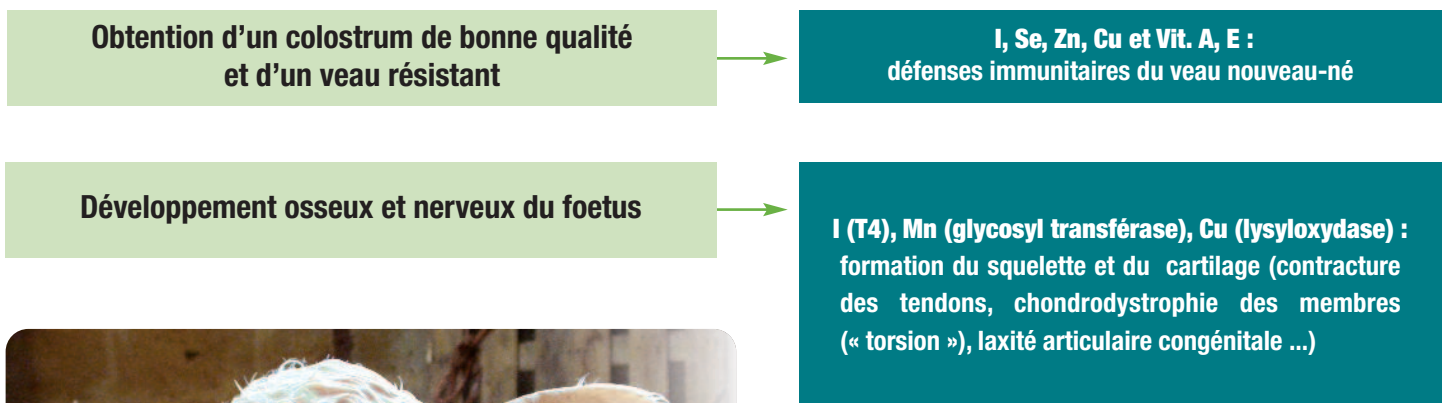 Obtention d’un colostrum de bonne qualité
et d’un veau résistant
I, Se, Zn, Cu et Vit. A, E :
défenses immunitaires du veau nouveau-né
Développement osseux et nerveux du foetus
I (T4), Mn (glycosyl transférase), Cu (lysyloxydase) :
formation du squelette et du cartilage (contracture
des tendons, chondrodystrophie des membres
(« torsion »), laxité articulaire congénitale ...)